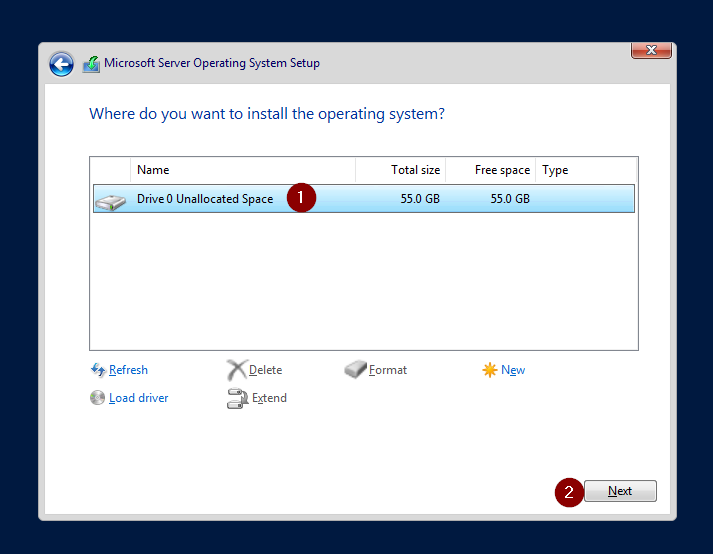 Microsoft Server Operating System Setup
Where do you want to install the operating system?
Name Total size Free space Type
Drive 0 Unallocated Space 1 55.0 GB 55.0 GB
Refresh Delete Format New
Load driver Extend
2 Next